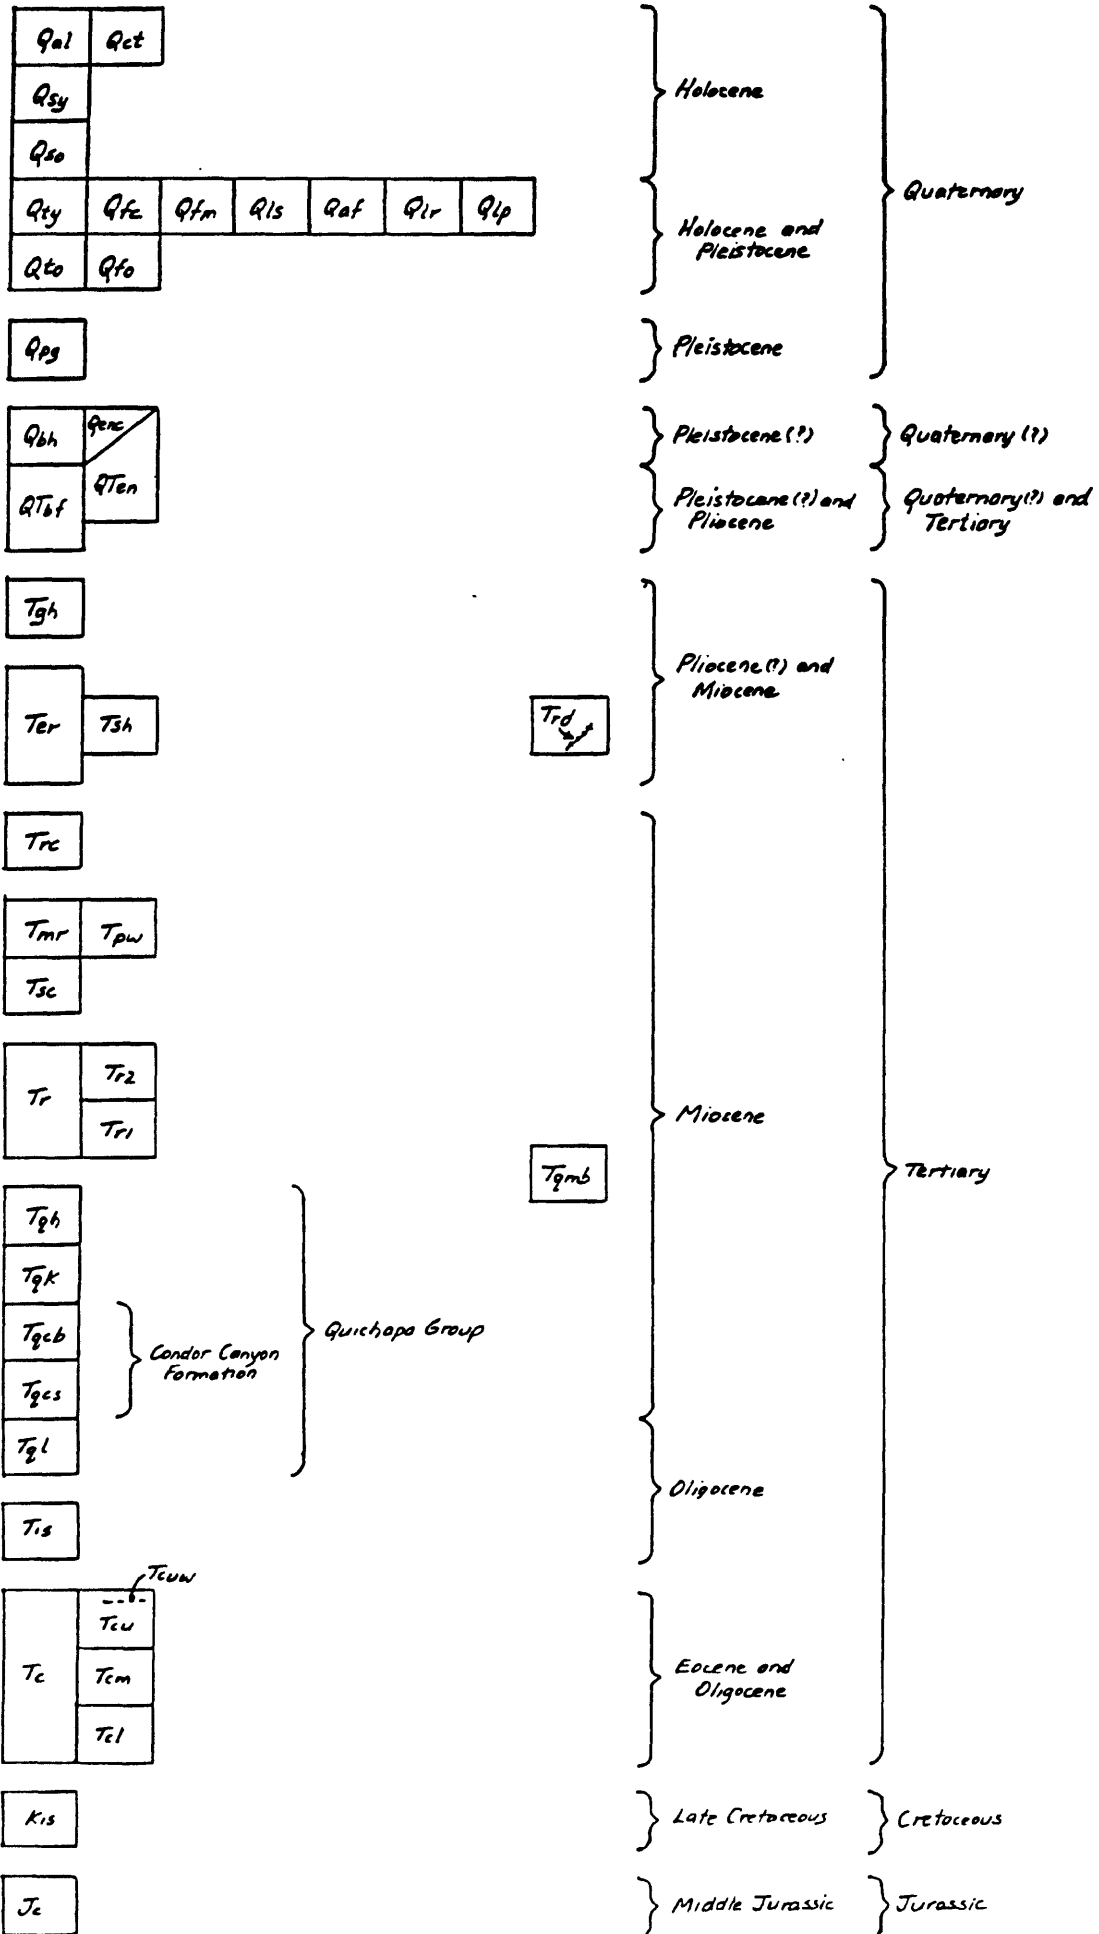 Qal Qct
Holocene
Qsy
Qso
Quaternary
Qty Qfc Qfm Qls Qaf Qlr Qlp
Holocene and
Pleistocene
Qto Qfo
Qpg
Pleistocene
Qbh Qerc
Pleistocene(?)
Quaternary(?)
QTbf QTen
Pleistocene(?) and
Pliocene
Quaternary(?) and
Tertiary
Tgh
Pliocene(?) and
Miocene
Ter Tsh
Trd
Trc
Tmr Tpw
Tsc
Tr Tr2
Tr1
Miocene
Tqmb
Tertiary
Tqh
Tqk
Tqcb
Condor Canyon
Formation
Quichapa Group
Tqcs
Tql
Oligocene
Tis
Tcuw
Tcu
Tc Tcm
Eocene and
Oligocene
Tcl
Kis
Late Cretaceous
Cretaceous
Jc
Middle Jurassic
Jurassic